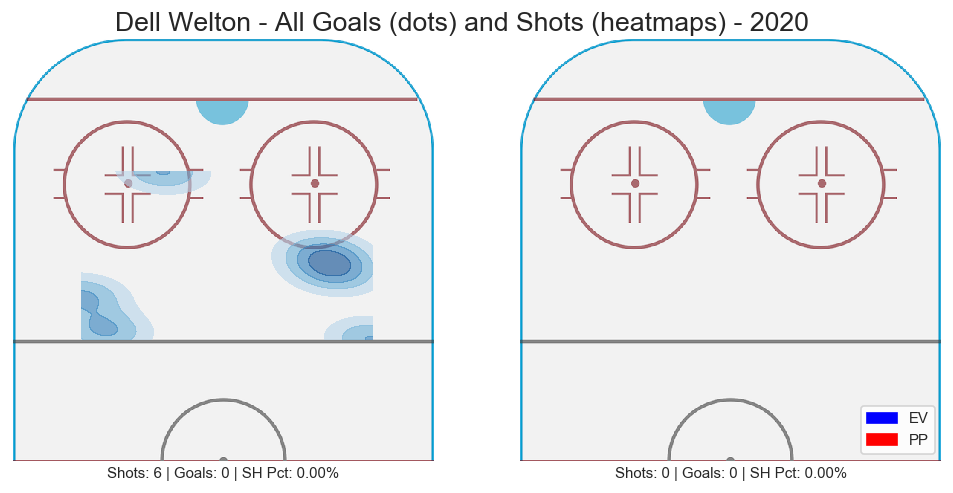 Dell Welton - All Goals (dots) and Shots (heatmaps) - 2020
EV
PP
Shots: 6 | Goals: 0 | SH Pct: 0.00%
Shots: 0 | Goals: 0 | SH Pct: 0.00%